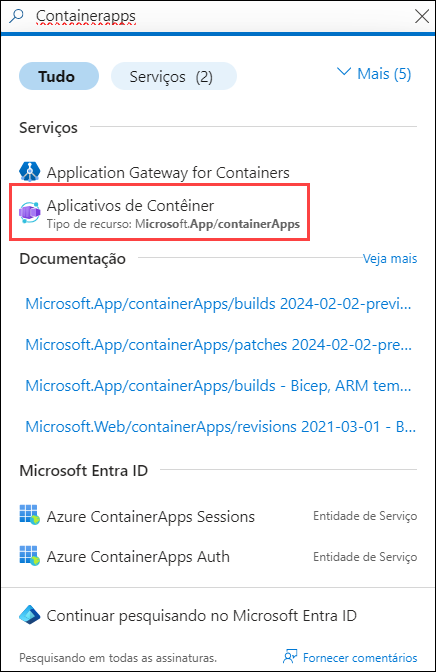 Containerapps
Tudo
Serviços (2)
Mais (5)
Serviços
Application Gateway for Containers
Aplicativos de Contêiner
Tipo de recurso: Microsoft.App/containerApps
Documentação
Veja mais
Microsoft.App/containerApps/builds 2024-02-02-previ...
Microsoft.App/containerApps/patches 2024-02-02-pre...
Microsoft.App/containerApps/builds - Bicep, ARM tem...
Microsoft.Web/containerApps/revisions 2021-03-01 - B...
Microsoft Entra ID
Azure ContainerApps Sessions
Entidade de Serviço
Azure ContainerApps Auth
Entidade de Serviço
Continuar pesquisando no Microsoft Entra ID
Pesquisando em todas as assinaturas.
Fornecer comentários